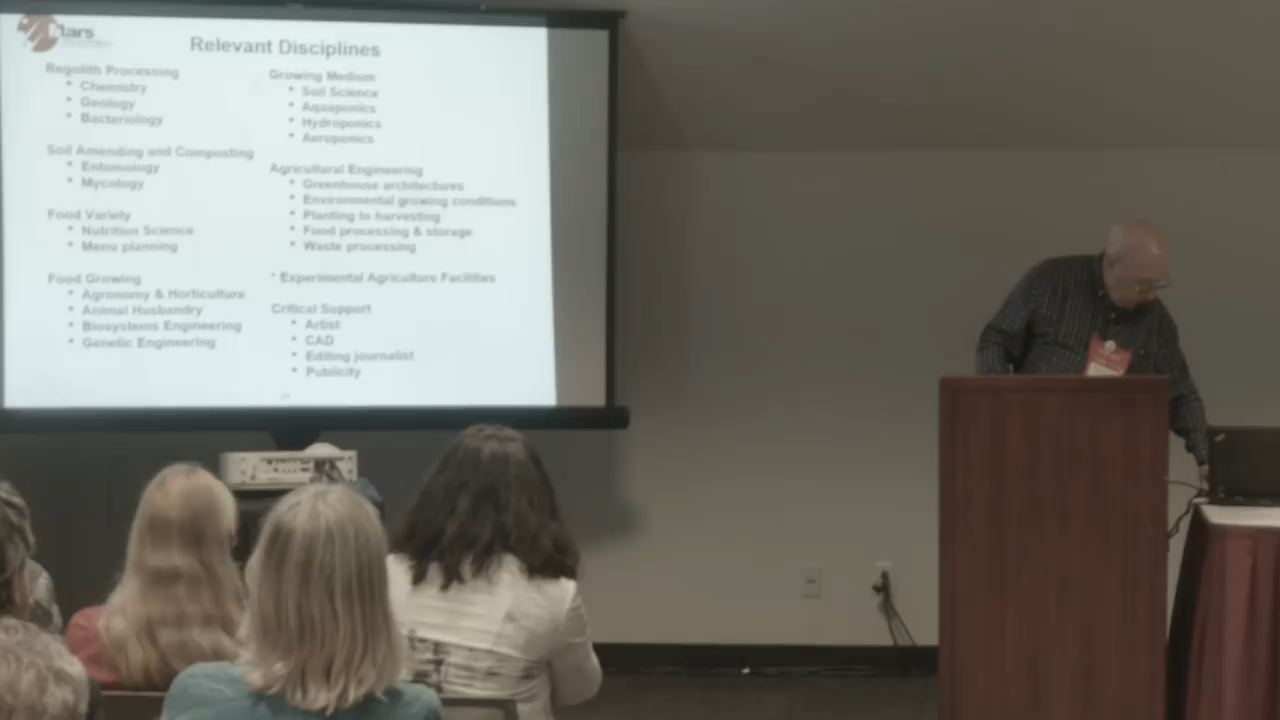 Mars
Relevant Disciplines
Regolith Processing
* Chemistry
* Geology
* Bacteriology
Soil Amending and Composting
* Entomology
* Mycology
Food Variety
* Nutrition Science
* Menu planning
Food Growing
* Agronomy & Horticulture
* Animal Husbandry
* Biosystems Engineering
* Genetic Engineering
Growing Medium
* Soil Science
* Aquaponics
* Hydroponics
* Aeroponics
Agricultural Engineering
* Greenhouse architectures
* Environmental growing conditions
* Planting to harvesting
* Food processing & storage
* Waste processing
* Experimental Agriculture Facilities
Critical Support
* Artist
* CAD
* Editing journalist
* Publicity